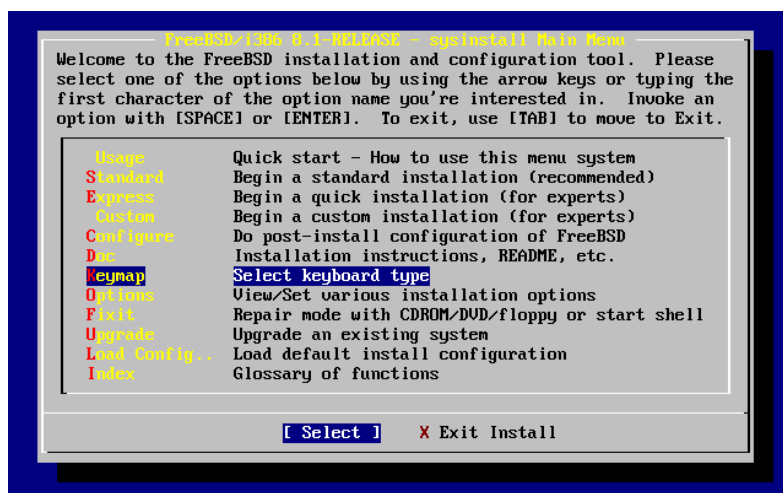 FreeBSD/i386 8.1-RELEASE - sysinstall Main Menu
Welcome to the FreeBSD installation and configuration tool.  Please
select one of the options below by using the arrow keys or typing the
first character of the option name you're interested in.  Invoke an
option with [SPACE] or [ENTER].  To exit, use [TAB] to move to Exit.
Usage Quick start - How to use this menu system
Standard Begin a standard installation (recommended)
Express Begin a quick installation (for experts)
Custom Begin a custom installation (for experts)
Configure Do post-install configuration of FreeBSD
Doc Installation instructions, README, etc.
Keymap Select keyboard type
Options View/Set various installation options
Fixit Repair mode with CDROM/DVD/floppy or start shell
Upgrade Upgrade an existing system
Load Config.. Load default install configuration
Index Glossary of functions
[ Select ] X Exit Install